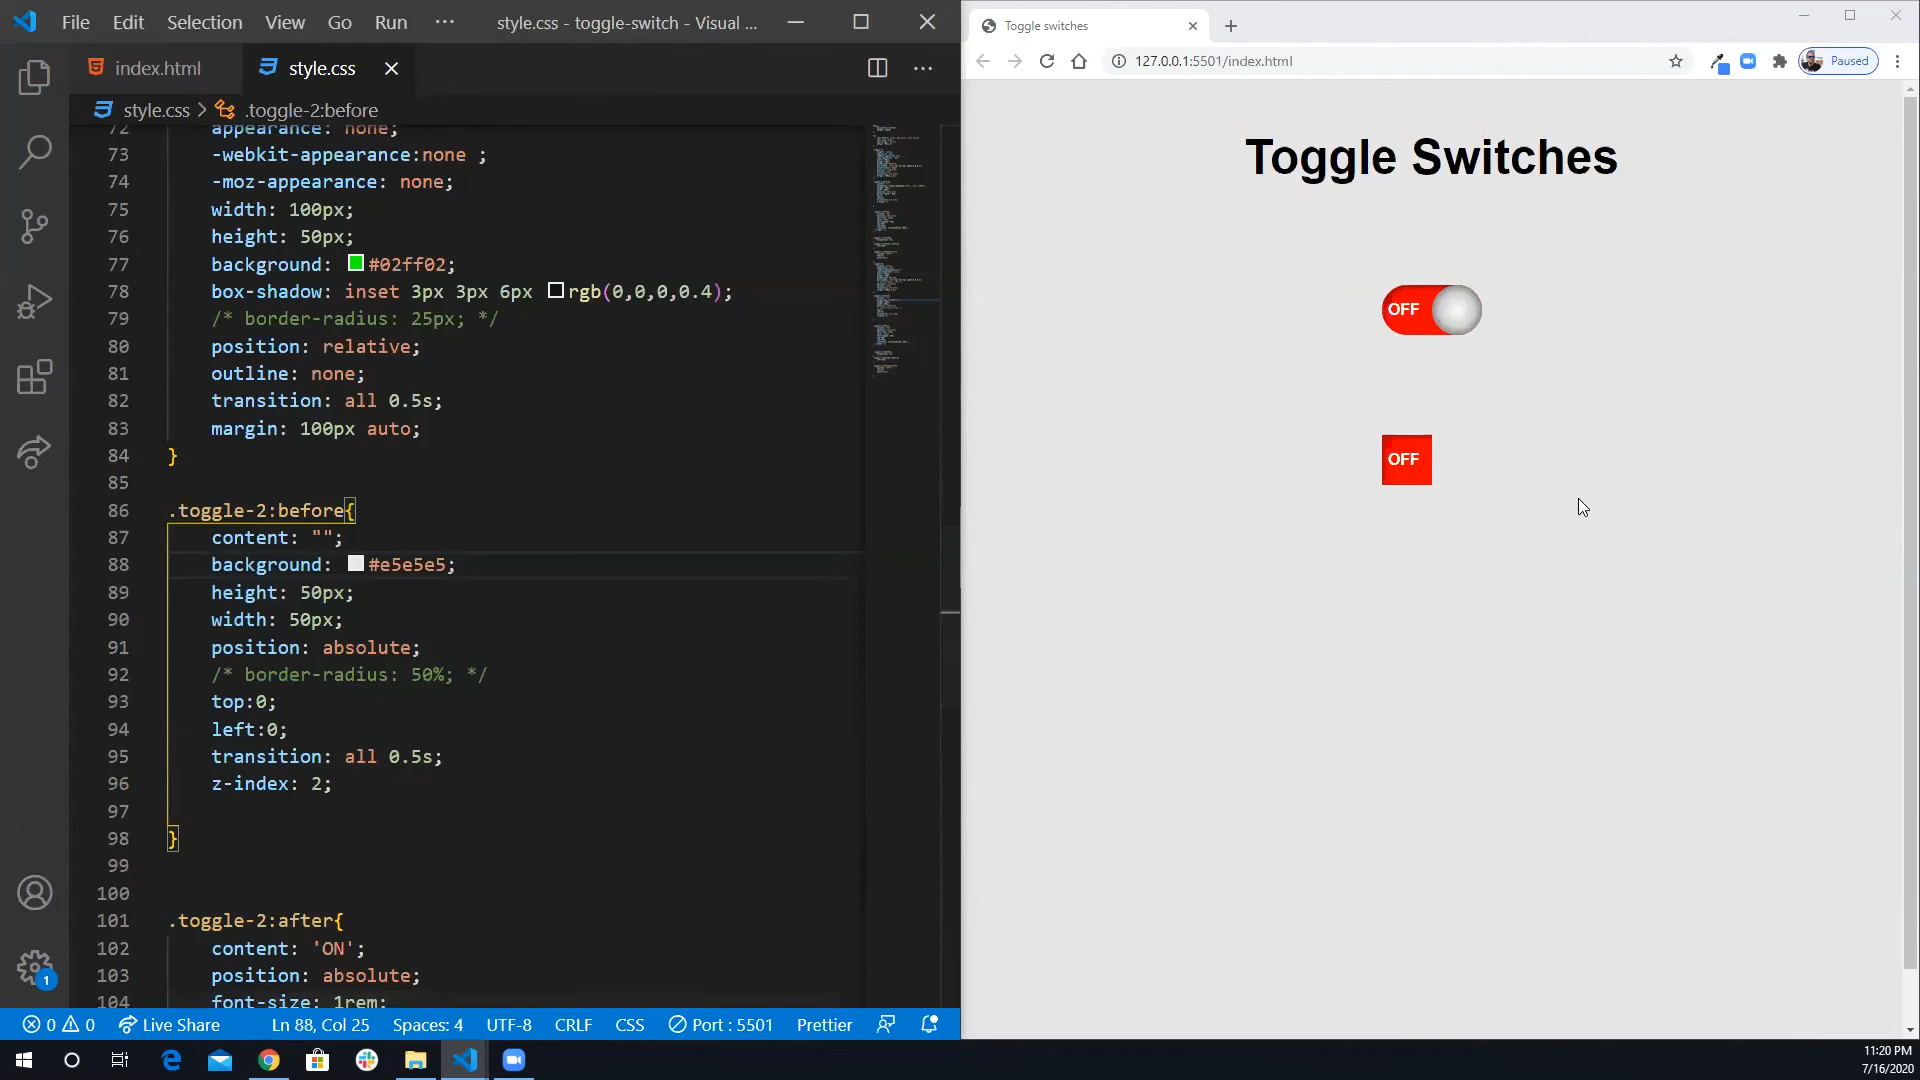 File Edit Selection View Go Run ··· style.css - toggle-switch - Visual ...
index.html style.css
style.css > .toggle-2:before
72 appearance: none;
73 -webkit-appearance:none ;
74 -moz-appearance: none;
75 width: 100px;
76 height: 50px;
77 background: #02ff02;
78 box-shadow: inset 3px 3px 6px rgb(0,0,0,0.4);
79 /* border-radius: 25px; */
80 position: relative;
81 outline: none;
82 transition: all 0.5s;
83 margin: 100px auto;
84 }
85
86 .toggle-2:before{
87 content: "";
88 background: #e5e5e5;
89 height: 50px;
90 width: 50px;
91 position: absolute;
92 /* border-radius: 50%; */
93 top:0;
94 left:0;
95 transition: all 0.5s;
96 z-index: 2;
97
98 }
99
100
101 .toggle-2:after{
102 content: 'ON';
103 position: absolute;
104 font-size: 1rem;
1
0 0 Live Share Ln 88, Col 25 Spaces: 4 UTF-8 CRLF CSS Port : 5501 Prettier
Toggle switches
127.0.0.1:5501/index.html Paused
Toggle Switches
OFF
OFF
11:20 PM
7/16/2020